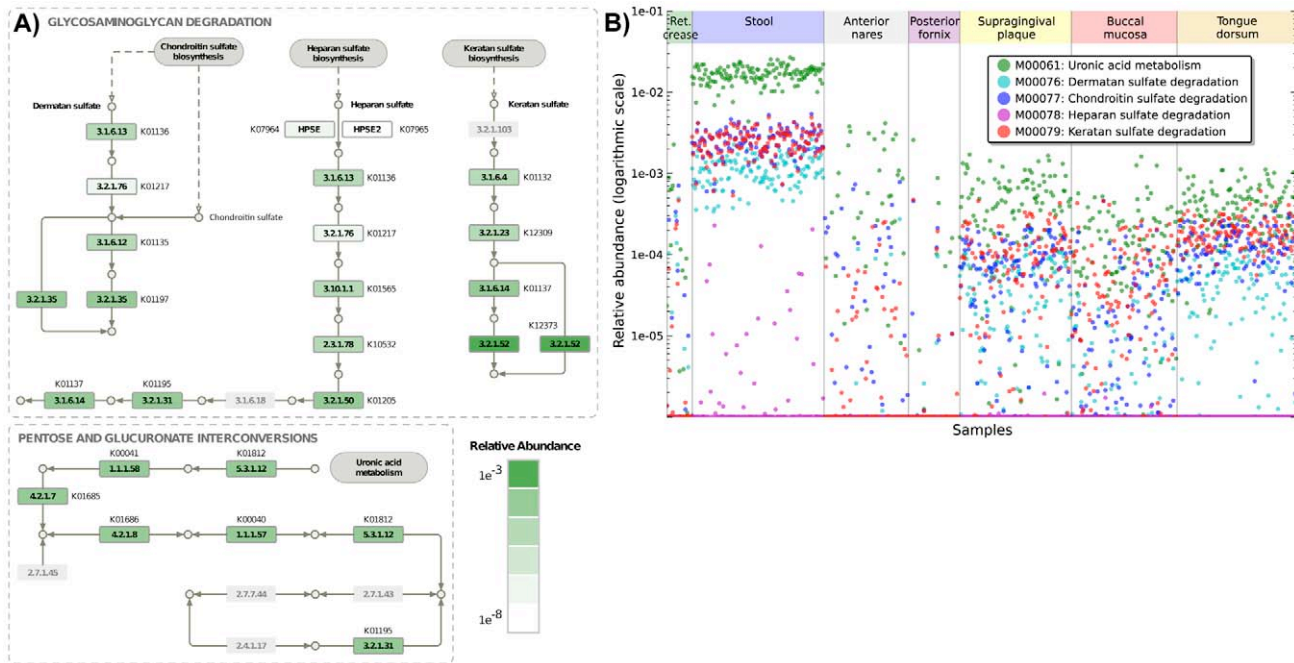 A)
GLYCOSAMINOGLYCAN DEGRADATION
Chondroitin sulfate
biosynthesis
Heparan sulfate
biosynthesis
Keratan sulfate
biosynthesis
Dermatan sulfate
Heparan sulfate
Keratan sulfate
3.1.6.13 K01136
K07964 HPSE HPSE2 K07965
3.2.1.103
3.2.1.76 K01217
3.1.6.13 K01136
3.1.6.4 K01132
Chondroitin sulfate
3.1.6.12 K01135
3.2.1.76 K01217
3.2.1.23 K12309
3.2.1.35
3.2.1.35 K01197
3.10.1.1 K01565
3.1.6.14 K01137
K12373
2.3.1.78 K10532
3.2.1.52
3.2.1.52
K01137
K01195
3.1.6.14
3.2.1.31
3.1.6.18
3.2.1.50 K01205
PENTOSE AND GLUCURONATE INTERCONVERSIONS
K00041
K01812
1.1.1.58
5.3.1.12
Uronic acid
metabolism
4.2.1.7 K01685
K01686
K00040
K01812
4.2.1.8
1.1.1.57
5.3.1.12
2.7.1.45
2.7.7.44
2.7.1.43
K01195
2.4.1.17
3.2.1.31
Relative Abundance
1e-3
1e-8
B)
Ret.
crease
Stool
Anterior
nares
Posterior
fornix
Supragingival
plaque
Buccal
mucosa
Tongue
dorsum
M00061: Uronic acid metabolism
M00076: Dermatan sulfate degradation
M00077: Chondroitin sulfate degradation
M00078: Heparan sulfate degradation
M00079: Keratan sulfate degradation
1e-01
1e-02
1e-03
1e-04
1e-05
Relative abundance (logarithmic scale)
Samples